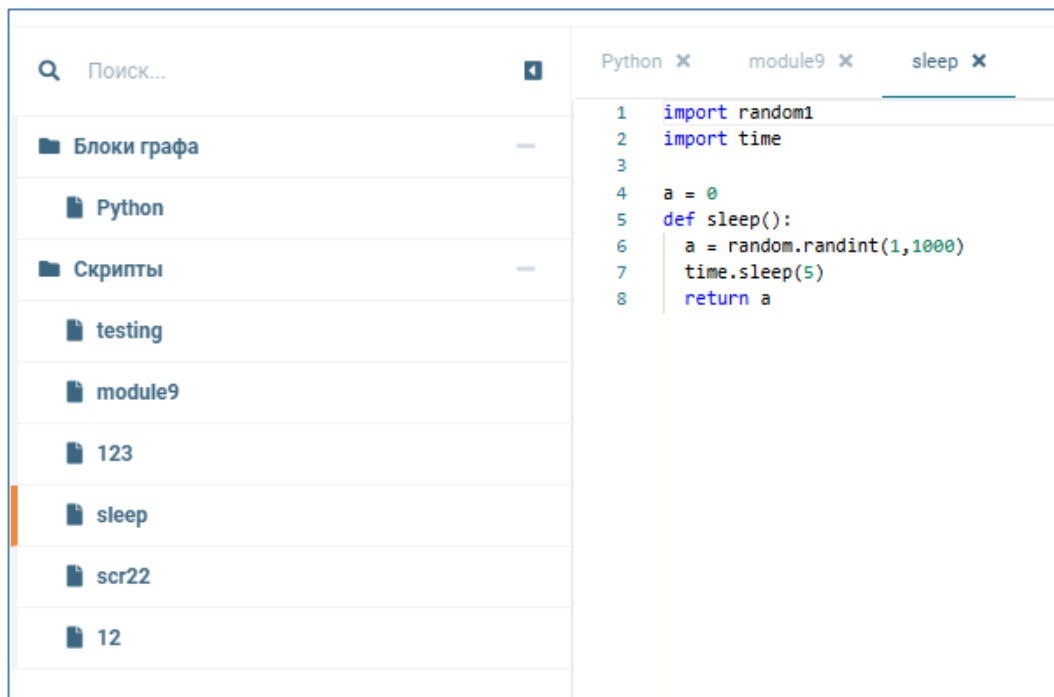 Поиск...
Блоки графа
Python
Скрипты
testing
module9
123
sleep
scr22
12
Python module9 sleep
1 import random1
2 import time
3
4 a = 0
5 def sleep():
6 a = random.randint(1,1000)
7 time.sleep(5)
8 return a